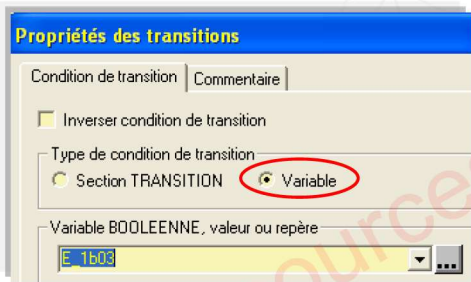 Propriétés des transitions
Condition de transition Commentaire
Inverser condition de transition
Type de condition de transition
Section TRANSITION Variable
Variable BOOLEENNE, valeur ou repère
E_1b03
...